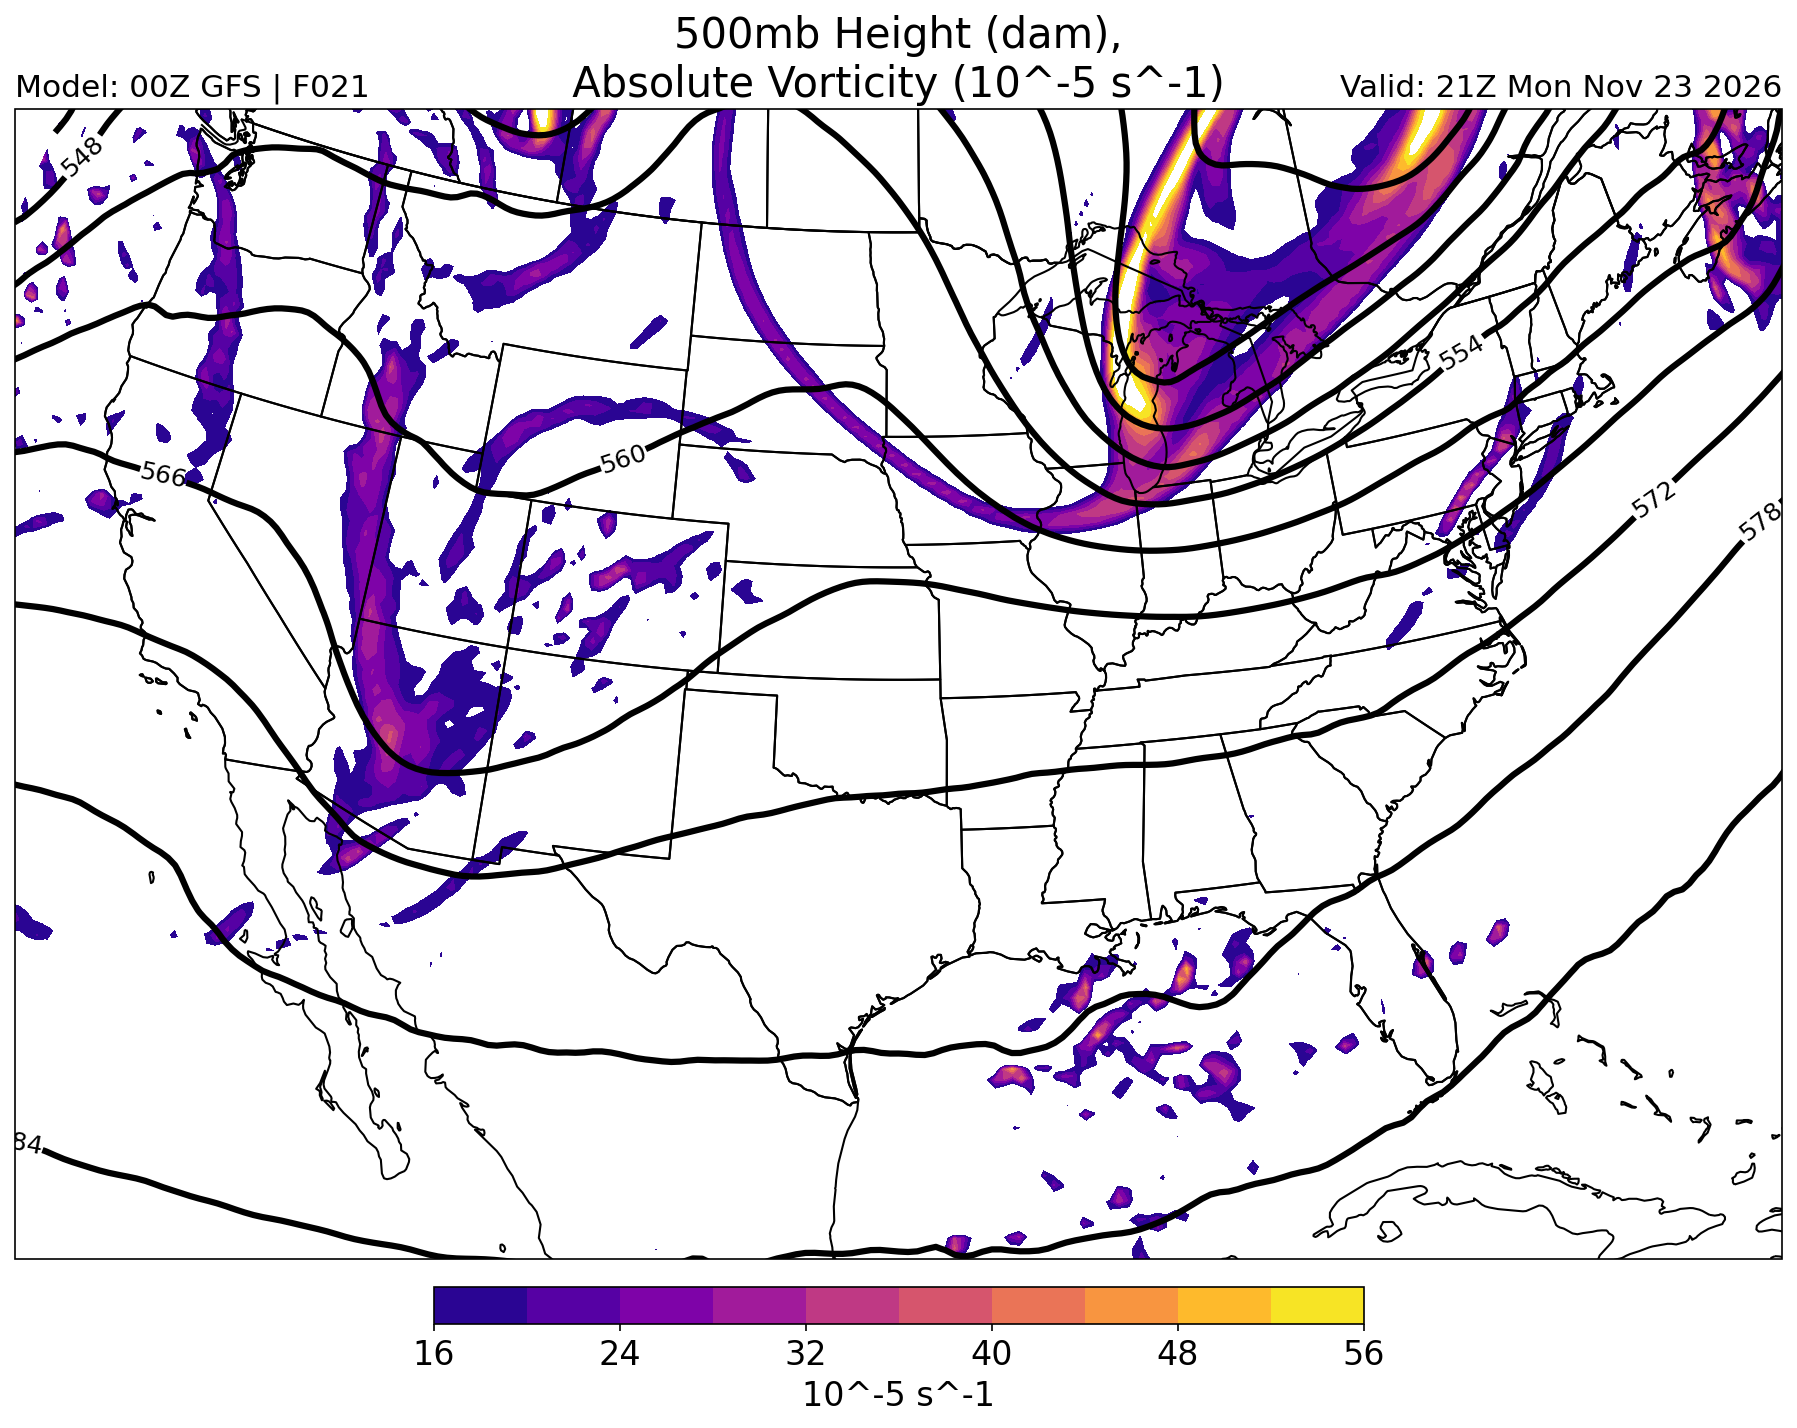 500mb Height (dam),
Model: 00Z GFS | F021
Absolute Vorticity (10^-5 s^-1)
Valid: 21Z Mon Nov 23 2026
548
554
566
560
572
578
84
16
24
32
40
48
56
10^-5 s^-1